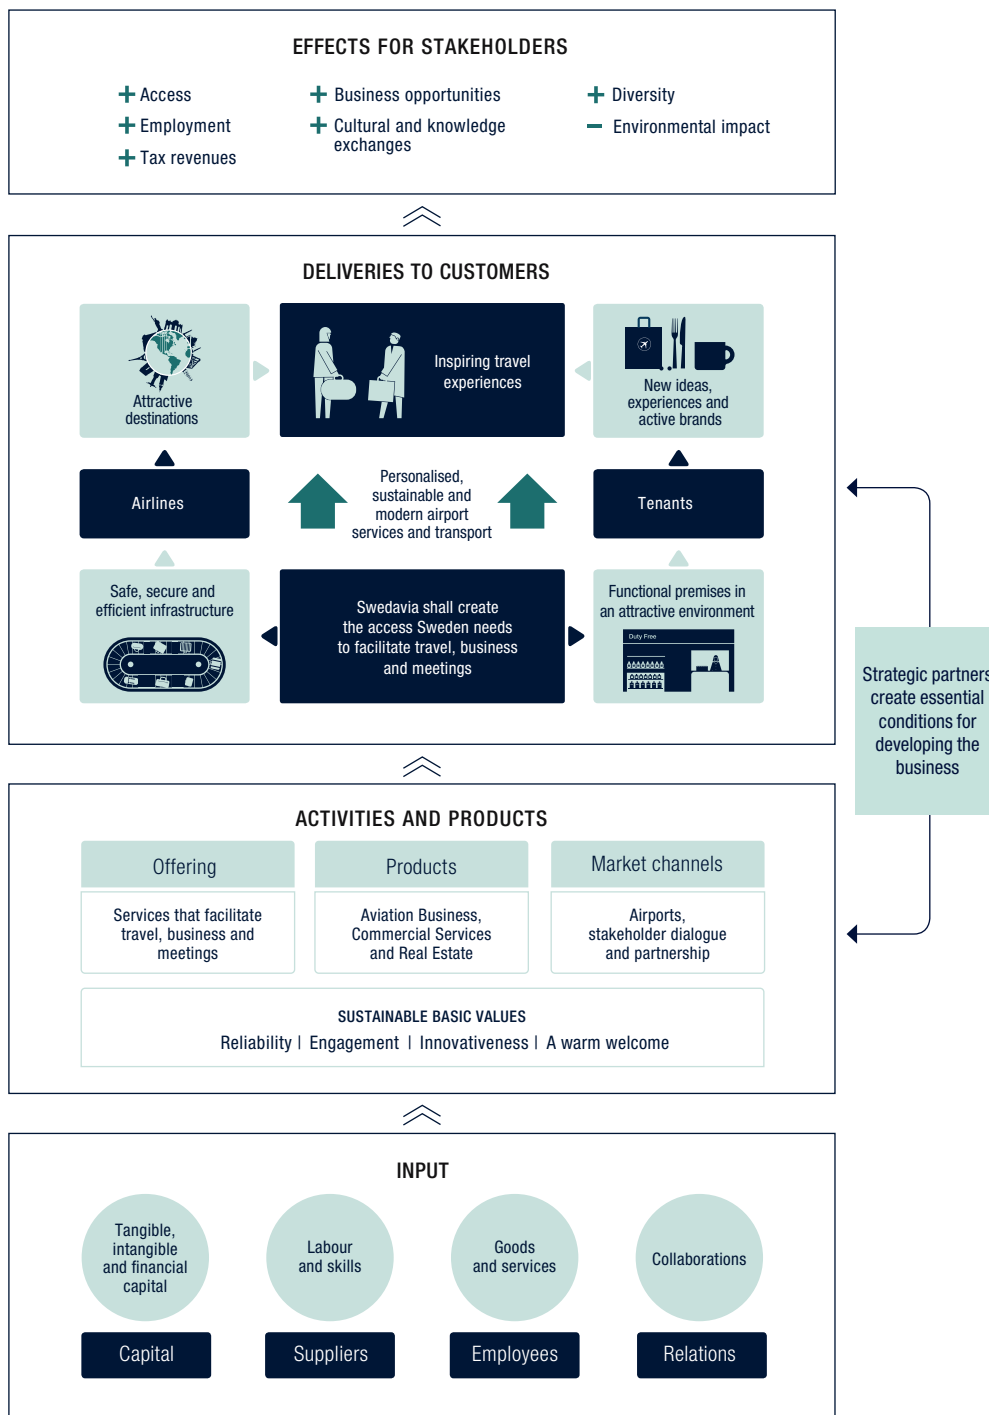 EFFECTS FOR STAKEHOLDERS
+ Access
+ Employment
+ Tax revenues
+ Business opportunities
+ Cultural and knowledge
exchanges
+ Diversity
− Environmental impact
DELIVERIES TO CUSTOMERS
Attractive
destinations
Inspiring travel
experiences
New ideas,
experiences and
active brands
Airlines
Personalised,
sustainable and
modern airport
services and transport
Tenants
Safe, secure and
efficient infrastructure
Swedavia shall create
the access Sweden needs
to facilitate travel, business
and meetings
Functional premises in
an attractive environment
Duty Free
Strategic partners
create essential
conditions for
developing the
business
ACTIVITIES AND PRODUCTS
Offering
Services that facilitate
travel, business and
meetings
Products
Aviation Business,
Commercial Services
and Real Estate
Market channels
Airports,
stakeholder dialogue
and partnership
SUSTAINABLE BASIC VALUES
Reliability | Engagement | Innovativeness | A warm welcome
INPUT
Tangible,
intangible
and financial
capital
Labour
and skills
Goods
and services
Collaborations
Capital
Suppliers
Employees
Relations